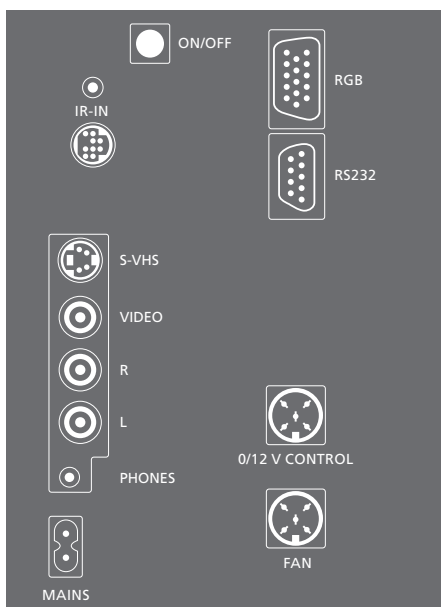 ON/OFF
RGB
IR-IN
RS232
S-VHS
VIDEO
R
L
0/12 V CONTROL
PHONES
FAN
MAINS